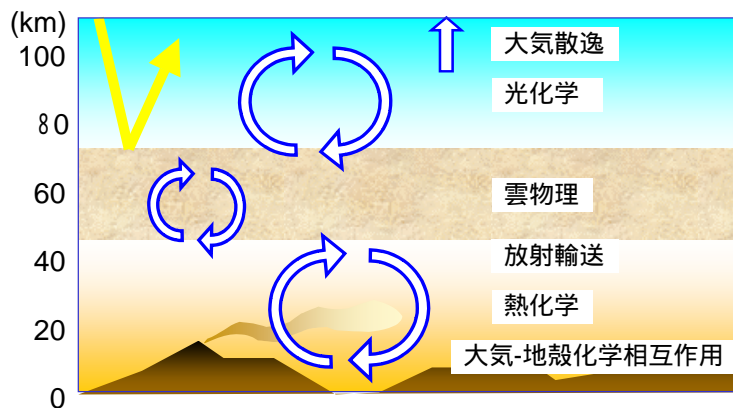 (km)
100
80
60
40
20
0
大気散逸
光化学
雲物理
放射輸送
熱化学
大気-地殻化学相互作用